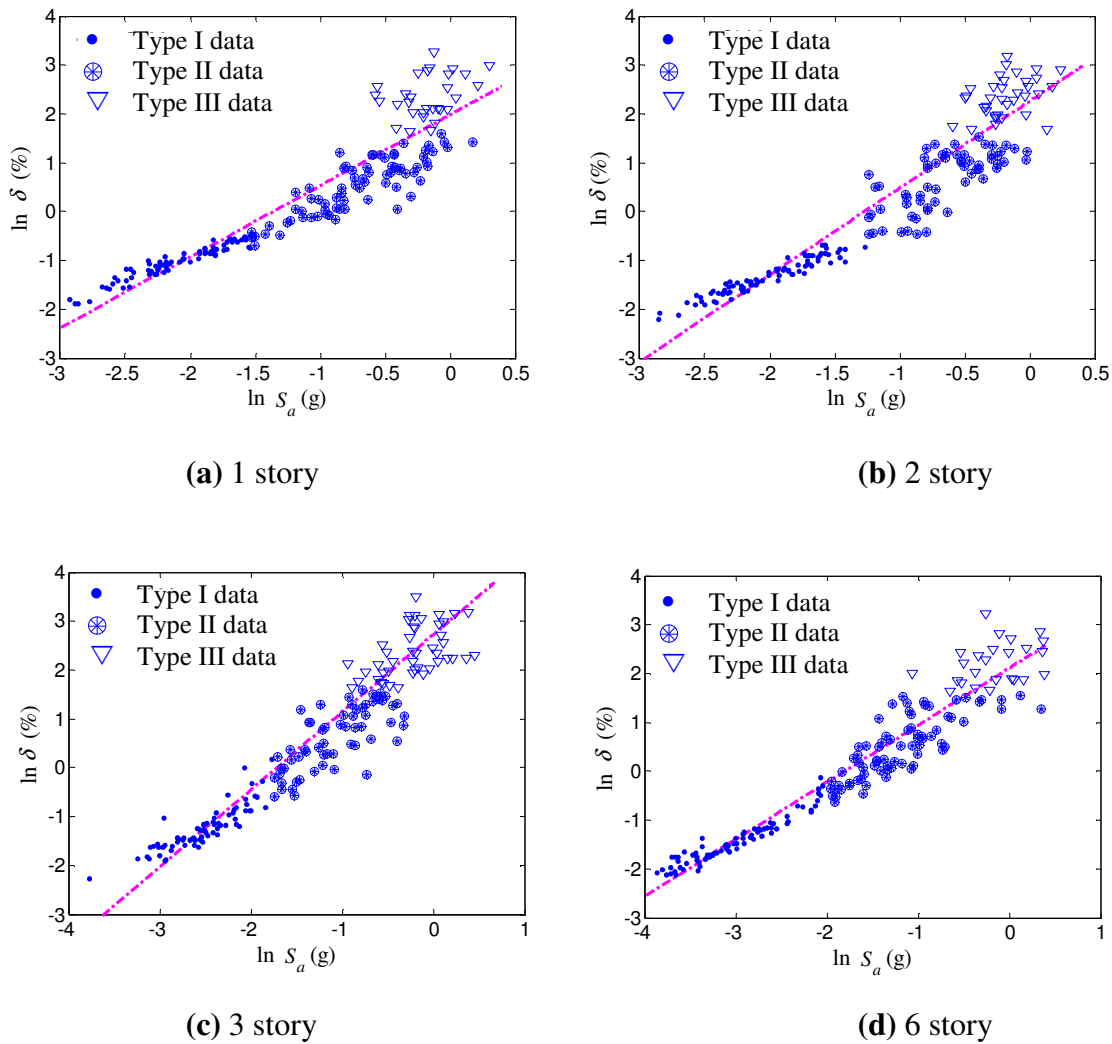 4
3
2
1
0
-1
-2
-3
ln δ (%)
Type I data
Type II data
Type III data
-3 -2.5 -2 -1.5 -1 -0.5 0 0.5
ln S_a (g)
(a) 1 story
4
3
2
1
0
-1
-2
-3
ln δ (%)
Type I data
Type II data
Type III data
-3 -2.5 -2 -1.5 -1 -0.5 0 0.5
ln S_a (g)
(b) 2 story
4
3
2
1
0
-1
-2
-3
ln δ (%)
Type I data
Type II data
Type III data
-4 -3 -2 -1 0 1
ln S_a (g)
(c) 3 story
4
3
2
1
0
-1
-2
-3
ln δ (%)
Type I data
Type II data
Type III data
-4 -3 -2 -1 0 1
ln S_a (g)
(d) 6 story